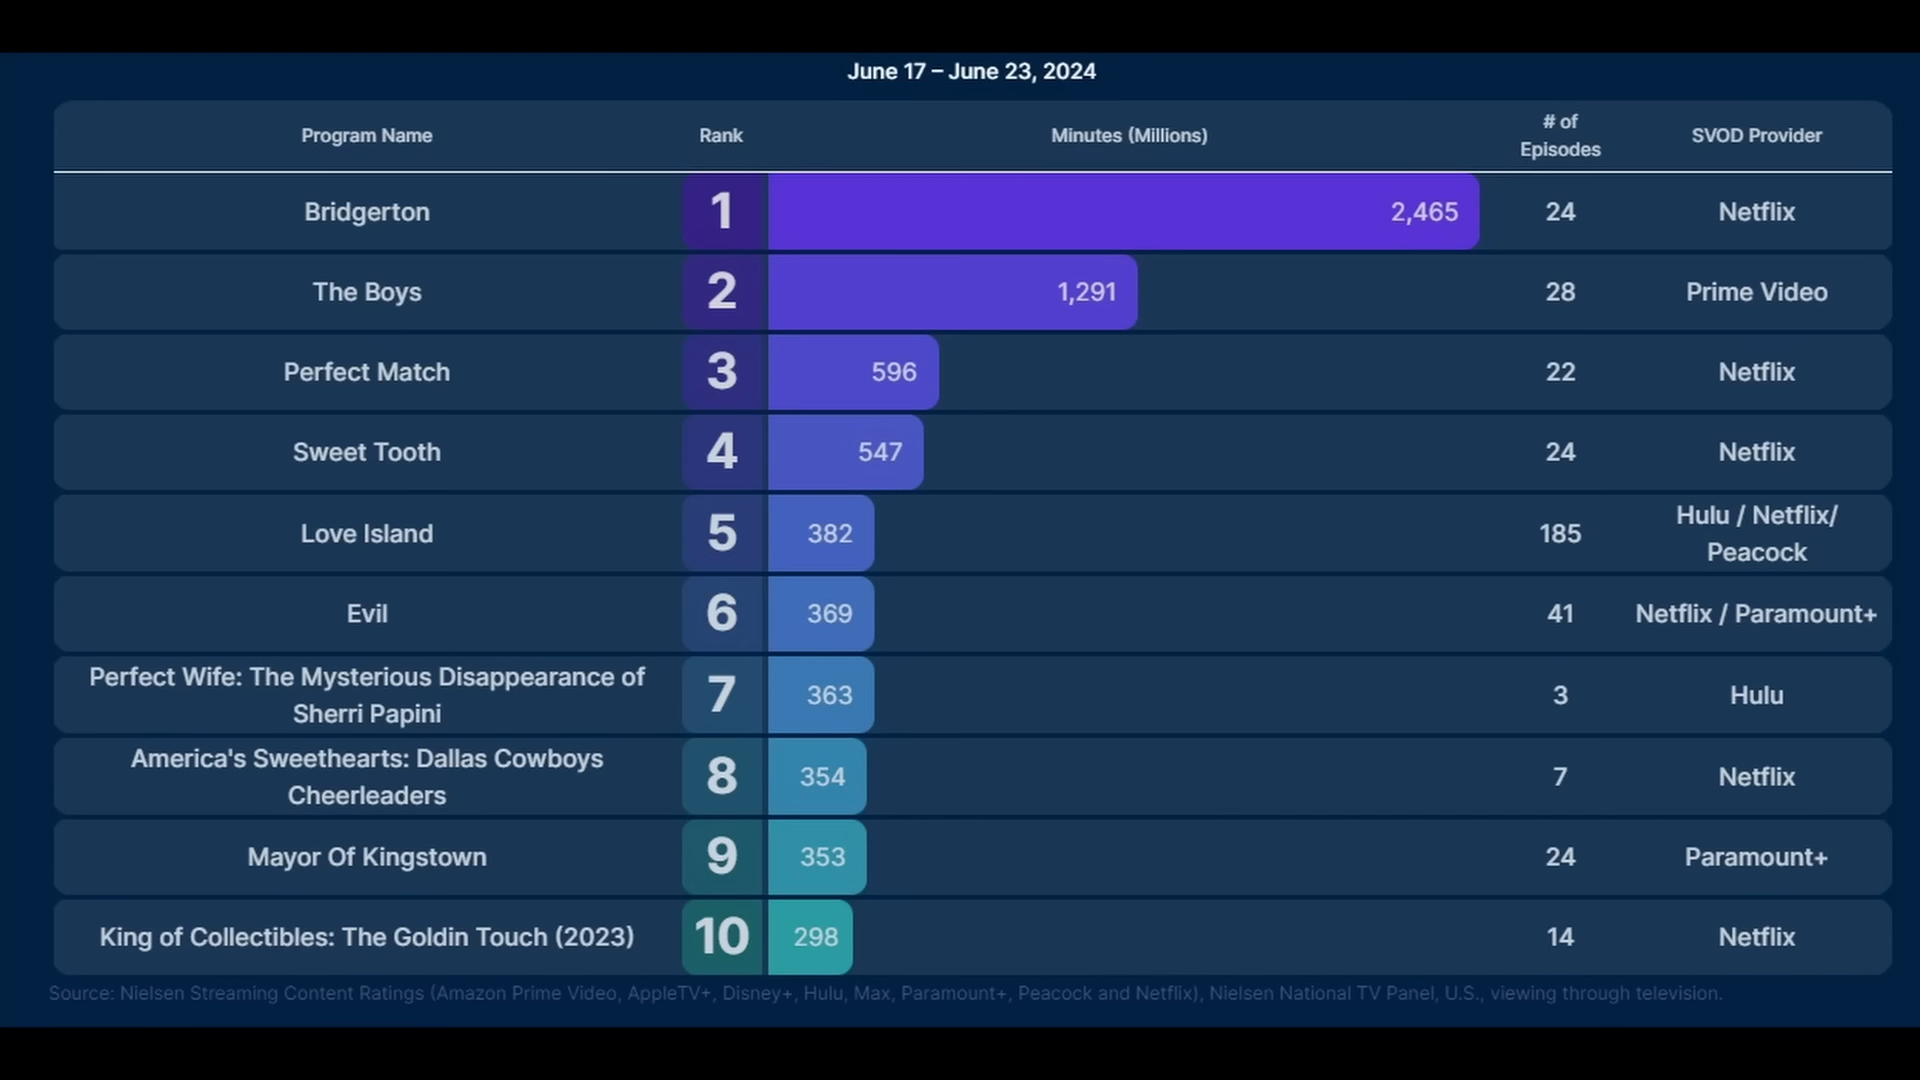 June 17 – June 23, 2024
Program Name Rank Minutes (Millions) # of Episodes SVOD Provider
Bridgerton 1 2,465 24 Netflix
The Boys 2 1,291 28 Prime Video
Perfect Match 3 596 22 Netflix
Sweet Tooth 4 547 24 Netflix
Love Island 5 382 185 Hulu / Netflix/ Peacock
Evil 6 369 41 Netflix / Paramount+
Perfect Wife: The Mysterious Disappearance of Sherri Papini 7 363 3 Hulu
America's Sweethearts: Dallas Cowboys Cheerleaders 8 354 7 Netflix
Mayor Of Kingstown 9 353 24 Paramount+
King of Collectibles: The Goldin Touch (2023) 10 298 14 Netflix
Source: Nielsen Streaming Content Ratings (Amazon Prime Video, AppleTV+, Disney+, Hulu, Max, Paramount+, Peacock and Netflix), Nielsen National TV Panel, U.S., viewing through television.